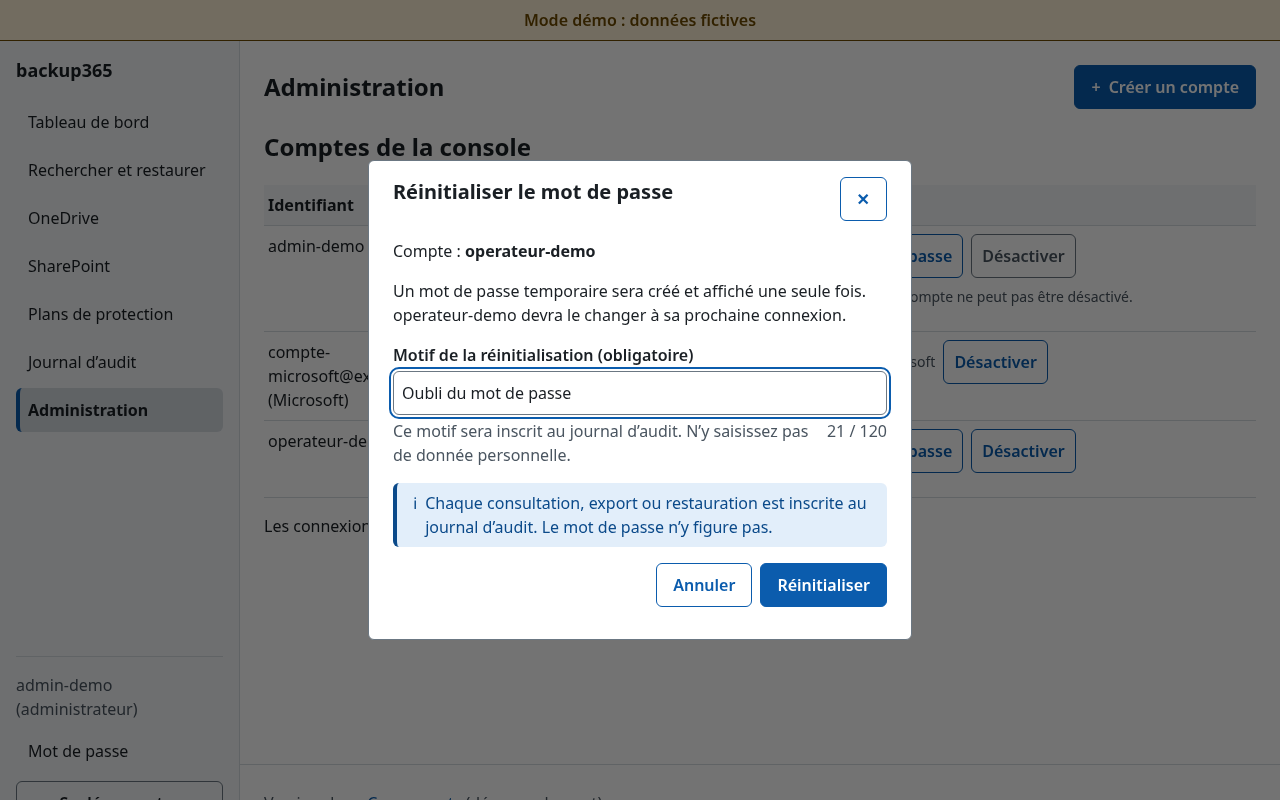 Mode démo : données fictives
backup365
Tableau de bord
Rechercher et restaurer
OneDrive
SharePoint
Plans de protection
Journal d’audit
Administration
admin-demo
(administrateur)
Mot de passe
Administration
+ Créer un compte
Comptes de la console
Identifiant
admin-demo
passe
Désactiver
compte ne peut pas être désactivé.
compte-
microsoft@ex
(Microsoft)
soft
Désactiver
operateur-de
passe
Désactiver
Les connexion
Réinitialiser le mot de passe
×
Compte : operateur-demo
Un mot de passe temporaire sera créé et affiché une seule fois.
operateur-demo devra le changer à sa prochaine connexion.
Motif de la réinitialisation (obligatoire)
Oubli du mot de passe
Ce motif sera inscrit au journal d’audit. N’y saisissez pas 21 / 120
de donnée personnelle.
i Chaque consultation, export ou restauration est inscrite au
journal d’audit. Le mot de passe n’y figure pas.
Annuler
Réinitialiser